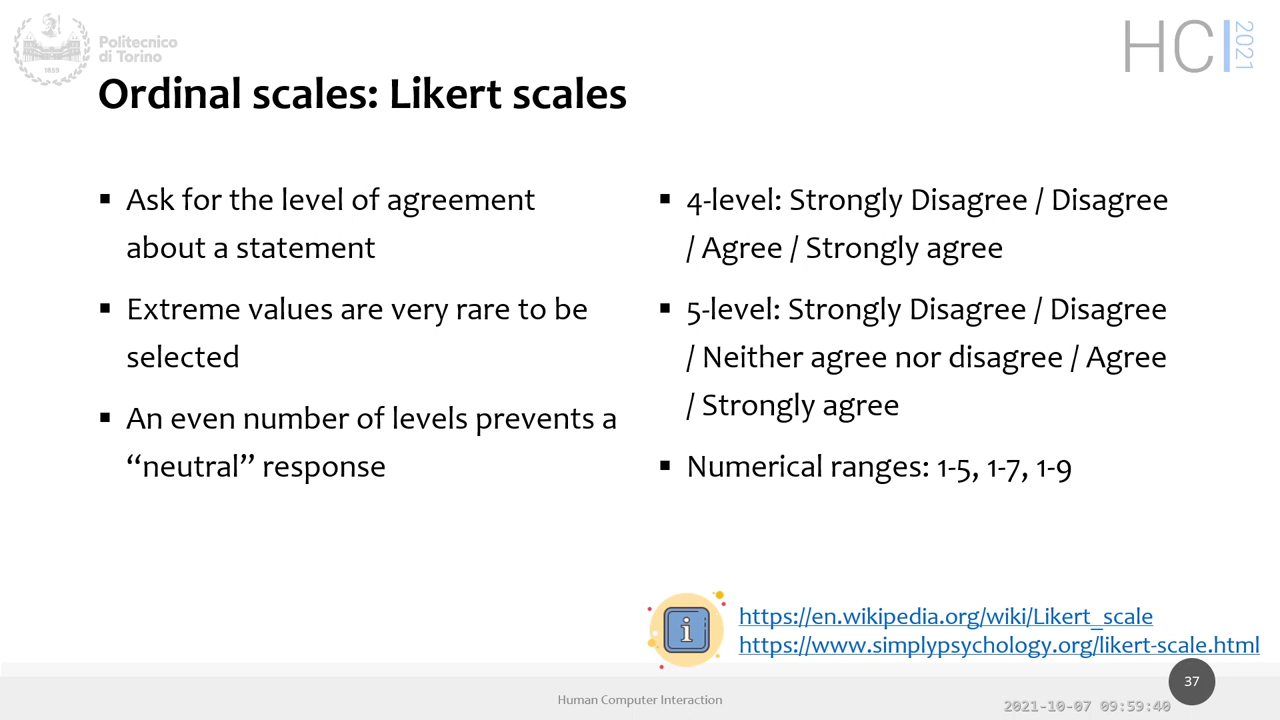 Politecnico
di Torino
1859
HCI 2021
Ordinal scales: Likert scales
▪ Ask for the level of agreement
about a statement
▪ Extreme values are very rare to be
selected
▪ An even number of levels prevents a
“neutral” response
▪ 4-level: Strongly Disagree / Disagree
/ Agree / Strongly agree
▪ 5-level: Strongly Disagree / Disagree
/ Neither agree nor disagree / Agree
/ Strongly agree
▪ Numerical ranges: 1-5, 1-7, 1-9
i
https://en.wikipedia.org/wiki/Likert_scale
https://www.simplypsychology.org/likert-scale.html
37
Human Computer Interaction
2021-10-07 09:59:40